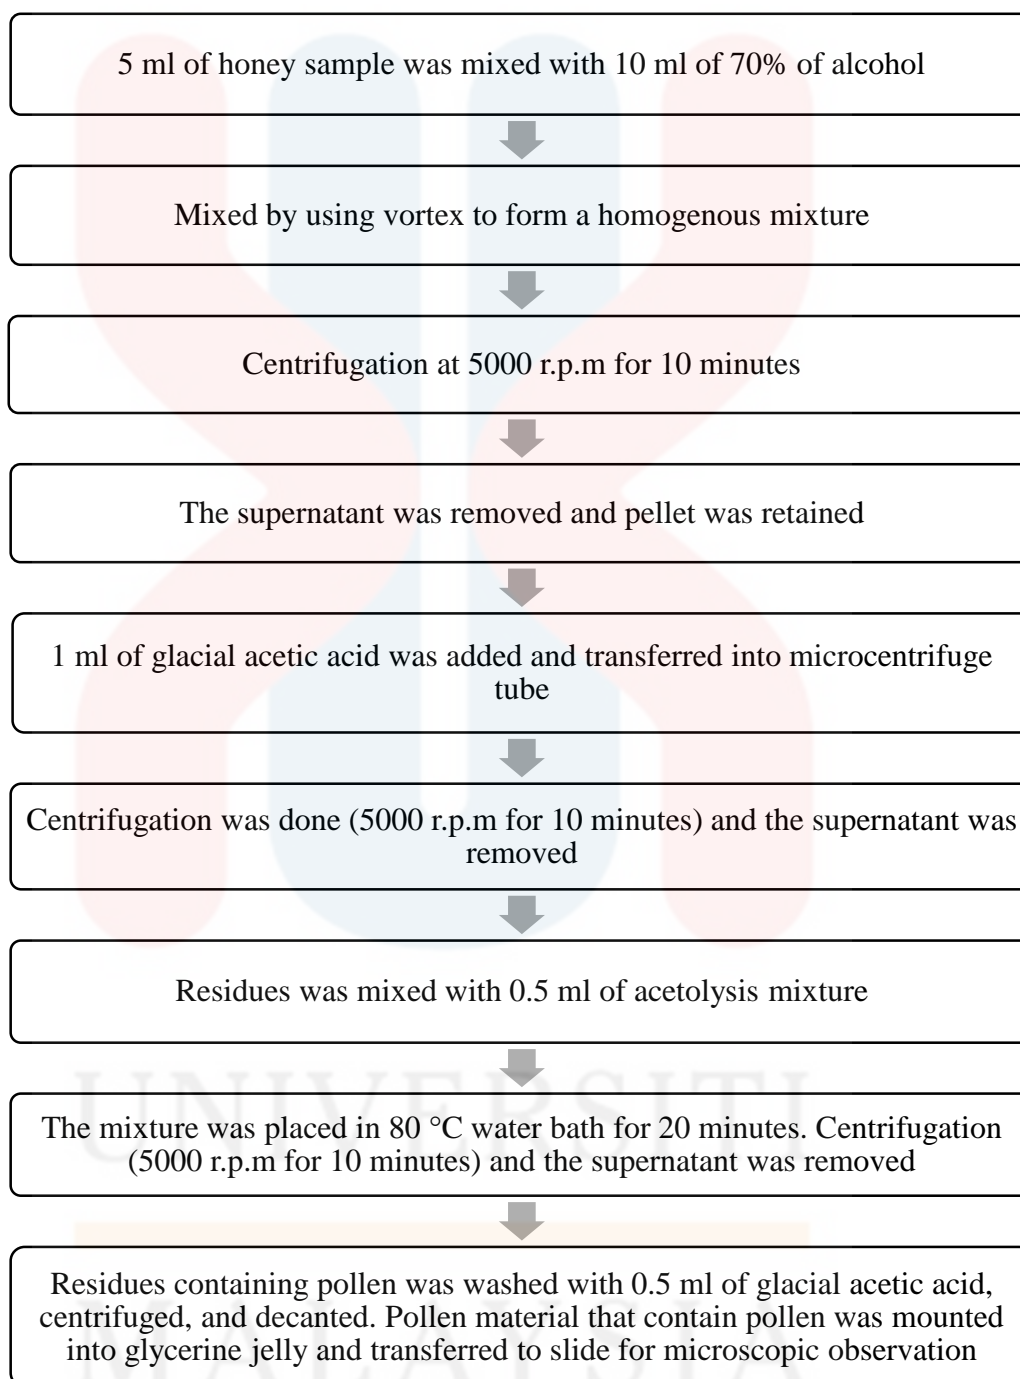 5 ml of honey sample was mixed with 10 ml of 70% of alcohol
Mixed by using vortex to form a homogenous mixture
Centrifugation at 5000 r.p.m for 10 minutes
The supernatant was removed and pellet was retained
1 ml of glacial acetic acid was added and transferred into microcentrifuge
tube
Centrifugation was done (5000 r.p.m for 10 minutes) and the supernatant was
removed
Residues was mixed with 0.5 ml of acetolysis mixture
UNIVERSITI
The mixture was placed in 80 °C water bath for 20 minutes. Centrifugation
(5000 r.p.m for 10 minutes) and the supernatant was removed
Residues containing pollen was washed with 0.5 ml of glacial acetic acid,
centrifuged, and decanted. Pollen material that contain pollen was mounted
into glycerine jelly and transferred to slide for microscopic observation
MALAYSIA